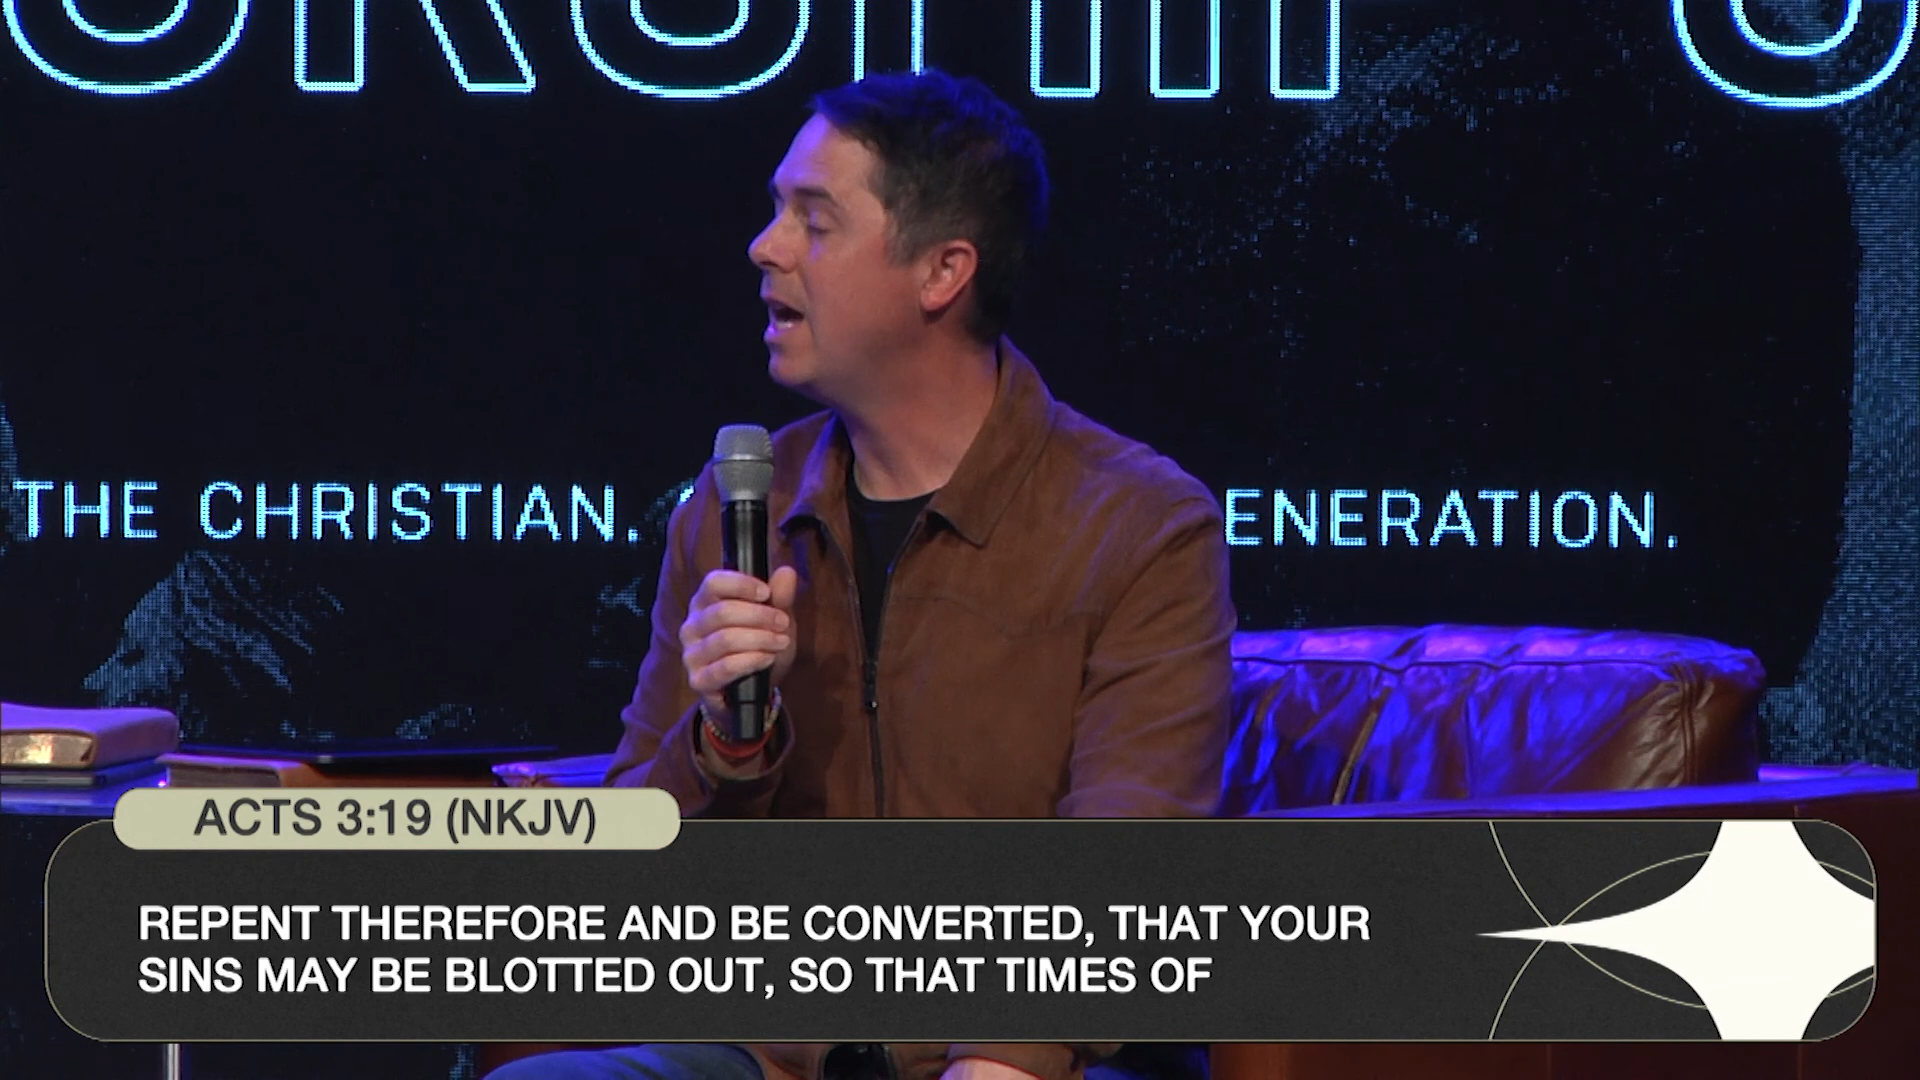 THE CHRISTIAN.
ENERATION.
ACTS 3:19 (NKJV)
REPENT THEREFORE AND BE CONVERTED, THAT YOUR
SINS MAY BE BLOTTED OUT, SO THAT TIMES OF